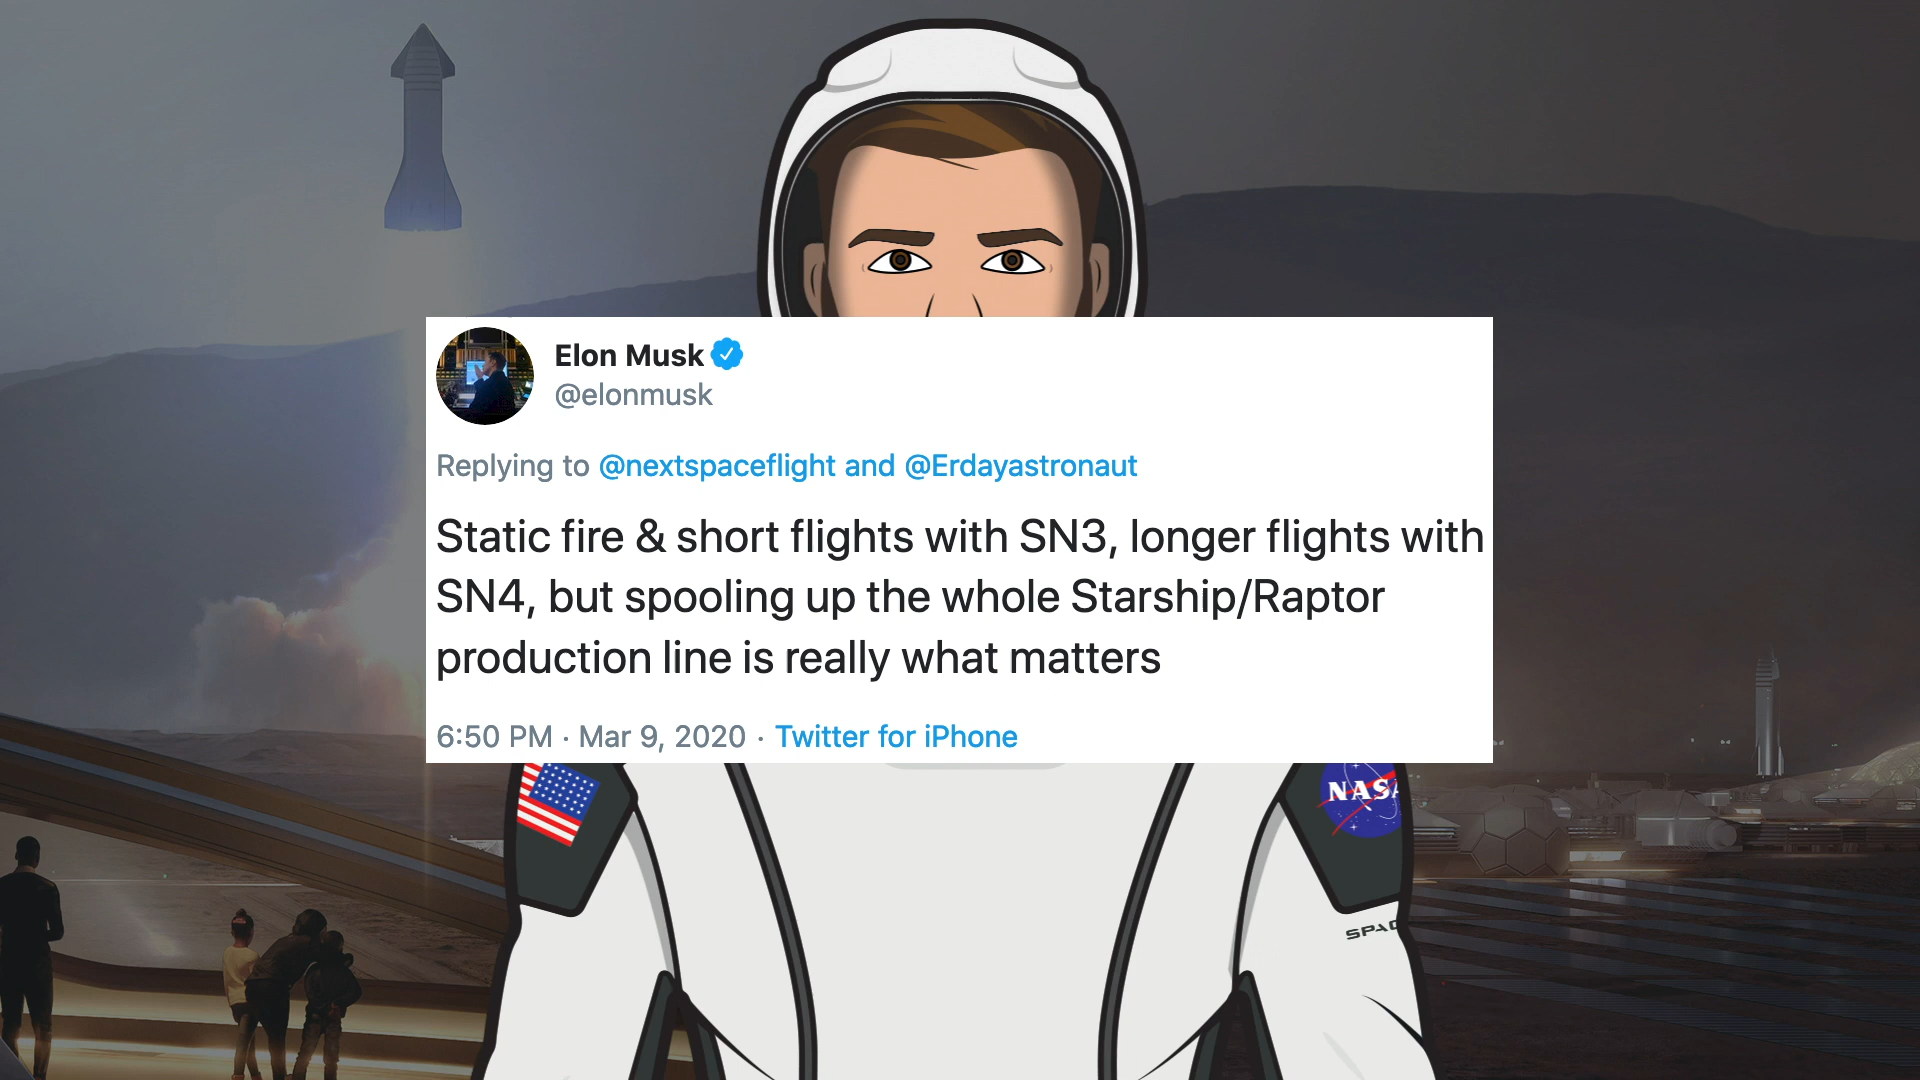 Elon Musk
@elonmusk
Replying to @nextspaceflight and @Erdayastronaut
Static fire & short flights with SN3, longer flights with
SN4, but spooling up the whole Starship/Raptor
production line is really what matters
6:50 PM · Mar 9, 2020 · Twitter for iPhone
NASA
SPAC